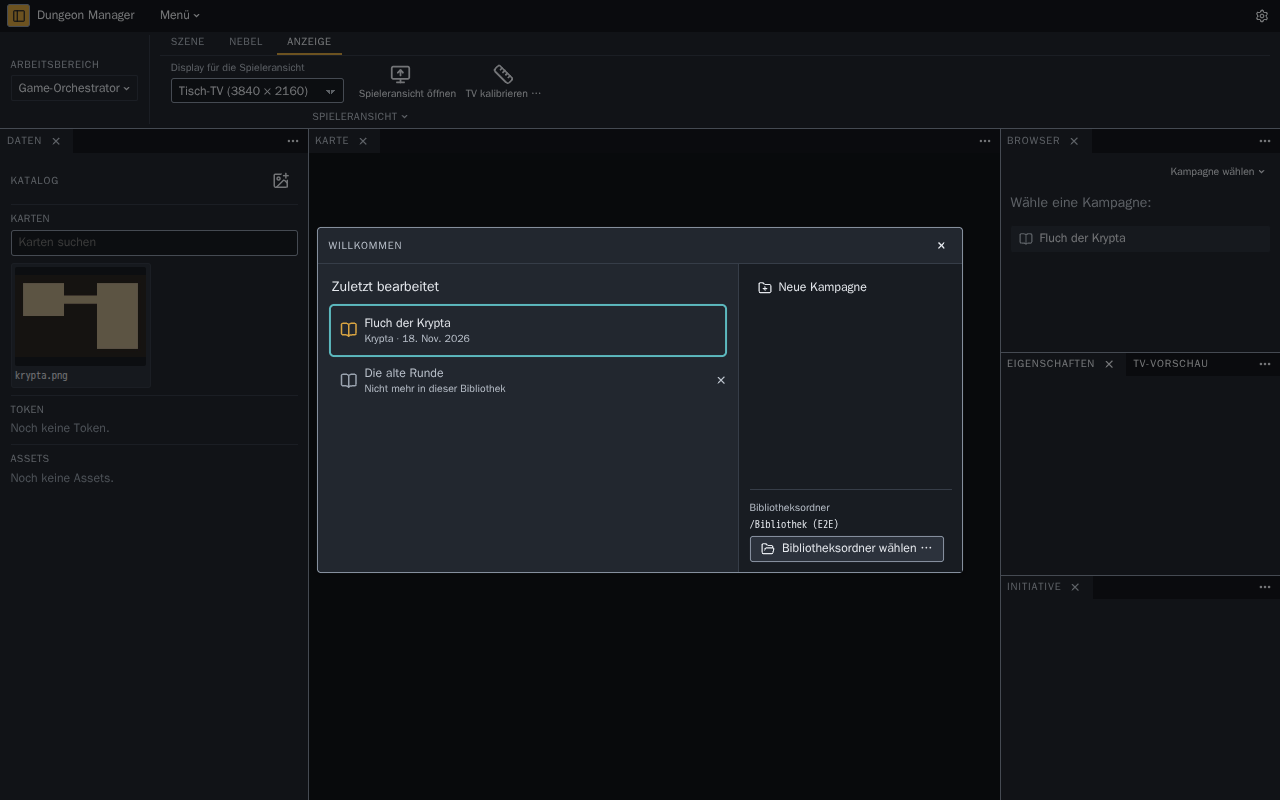 Dungeon Manager
Menü
SZENE NEBEL ANZEIGE
ARBEITSBEREICH
Game-Orchestrator
Display für die Spieleransicht
Tisch-TV (3840 × 2160)
Spieleransicht öffnen
TV kalibrieren ···
SPIELERANSICHT
DATEN
KATALOG
KARTEN
Karten suchen
krypta.png
TOKEN
Noch keine Token.
ASSETS
Noch keine Assets.
KARTE
WILLKOMMEN
Zuletzt bearbeitet
Fluch der Krypta
Krypta · 18. Nov. 2026
Die alte Runde
Nicht mehr in dieser Bibliothek
Neue Kampagne
Bibliotheksordner
/Bibliothek (E2E)
Bibliotheksordner wählen ···
BROWSER
Kampagne wählen
Wähle eine Kampagne:
Fluch der Krypta
EIGENSCHAFTEN TV-VORSCHAU
INITIATIVE